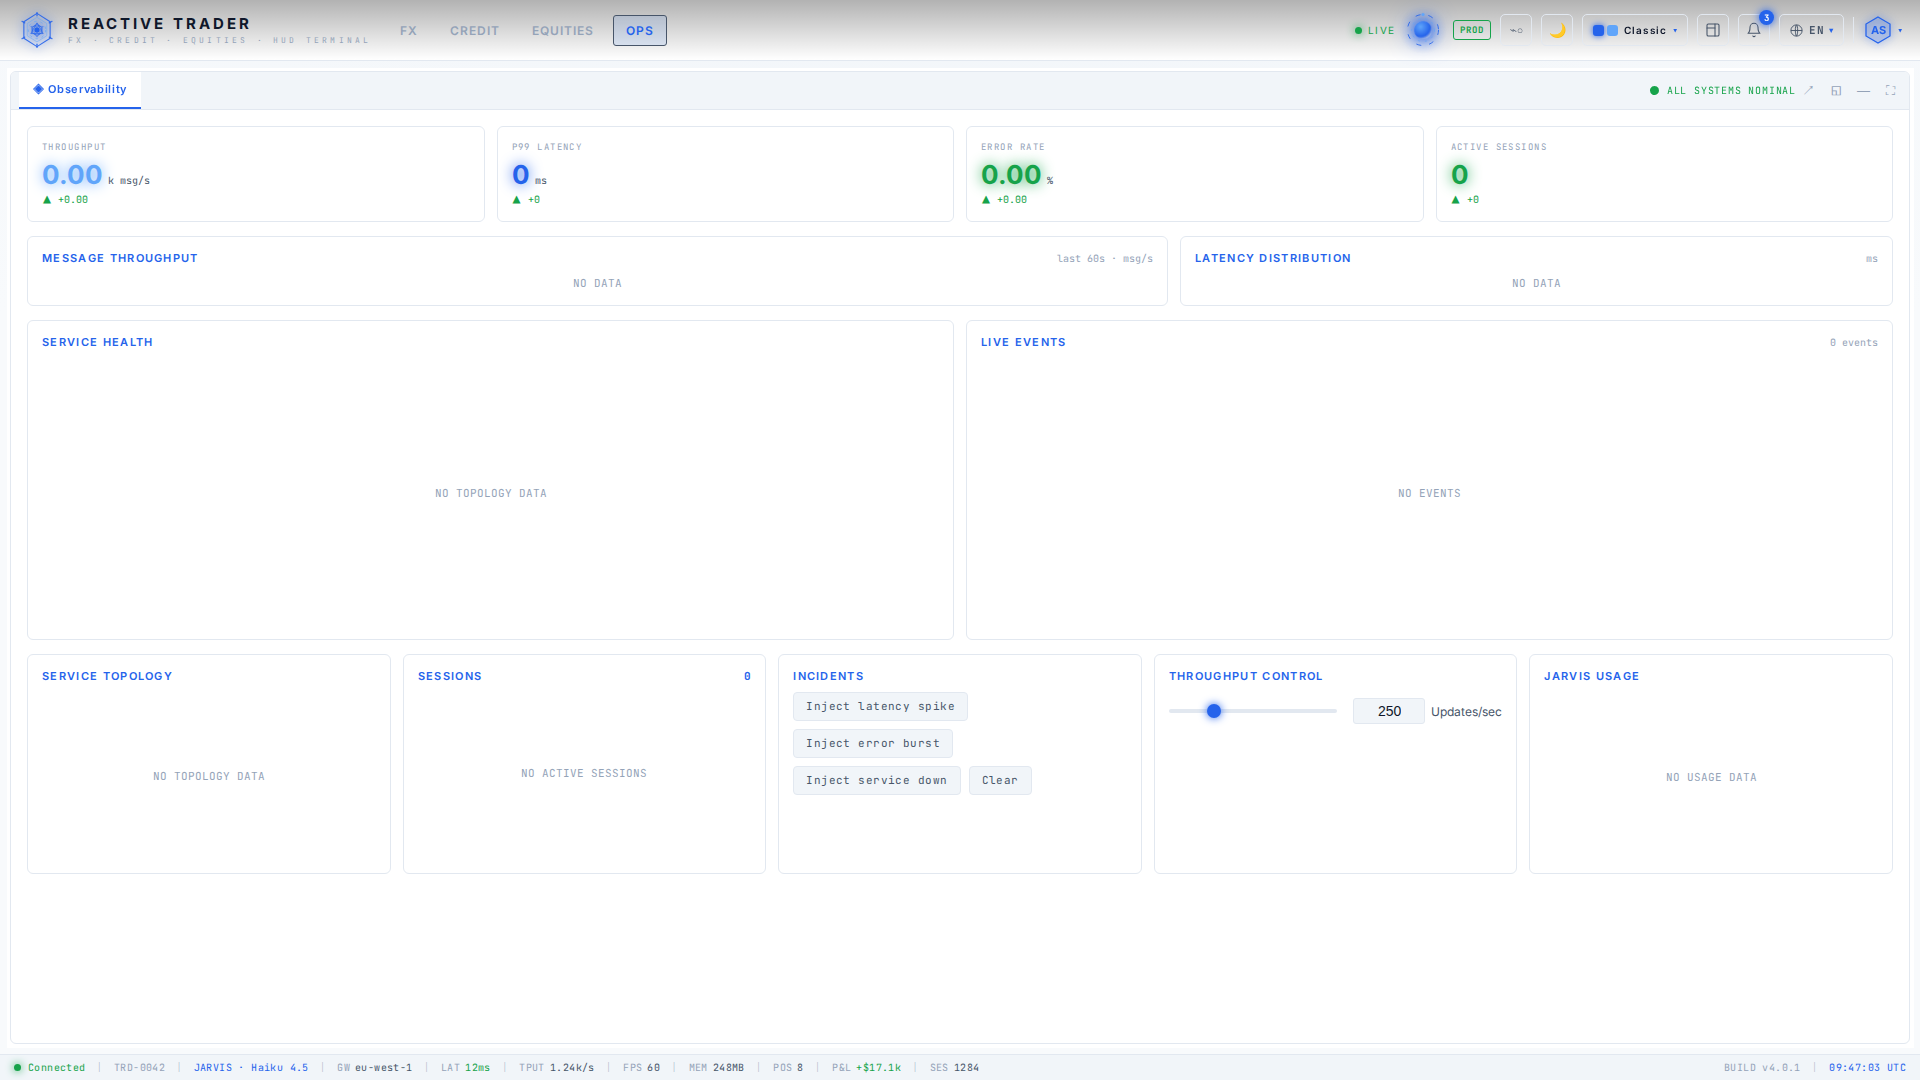 REACTIVE TRADER
FX · CREDIT · EQUITIES · HUD TERMINAL
FX CREDIT EQUITIES OPS
LIVE PROD Classic 3 EN AS
Observability
ALL SYSTEMS NOMINAL
THROUGHPUT
0.00 k msg/s
▲ +0.00
P99 LATENCY
0 ms
▲ +0
ERROR RATE
0.00 %
▲ +0.00
ACTIVE SESSIONS
0
▲ +0
MESSAGE THROUGHPUT last 60s · msg/s
NO DATA
LATENCY DISTRIBUTION ms
NO DATA
SERVICE HEALTH
NO TOPOLOGY DATA
LIVE EVENTS 0 events
NO EVENTS
SERVICE TOPOLOGY
NO TOPOLOGY DATA
SESSIONS 0
NO ACTIVE SESSIONS
INCIDENTS
Inject latency spike
Inject error burst
Inject service down Clear
THROUGHPUT CONTROL
250 Updates/sec
JARVIS USAGE
NO USAGE DATA
Connected | TRD-0042 | JARVIS · Haiku 4.5 | GW eu-west-1 | LAT 12ms | TPUT 1.24k/s | FPS 60 | MEM 248MB | POS 8 | P&L +$17.1k | SES 1284
BUILD v4.0.1 | 09:47:03 UTC